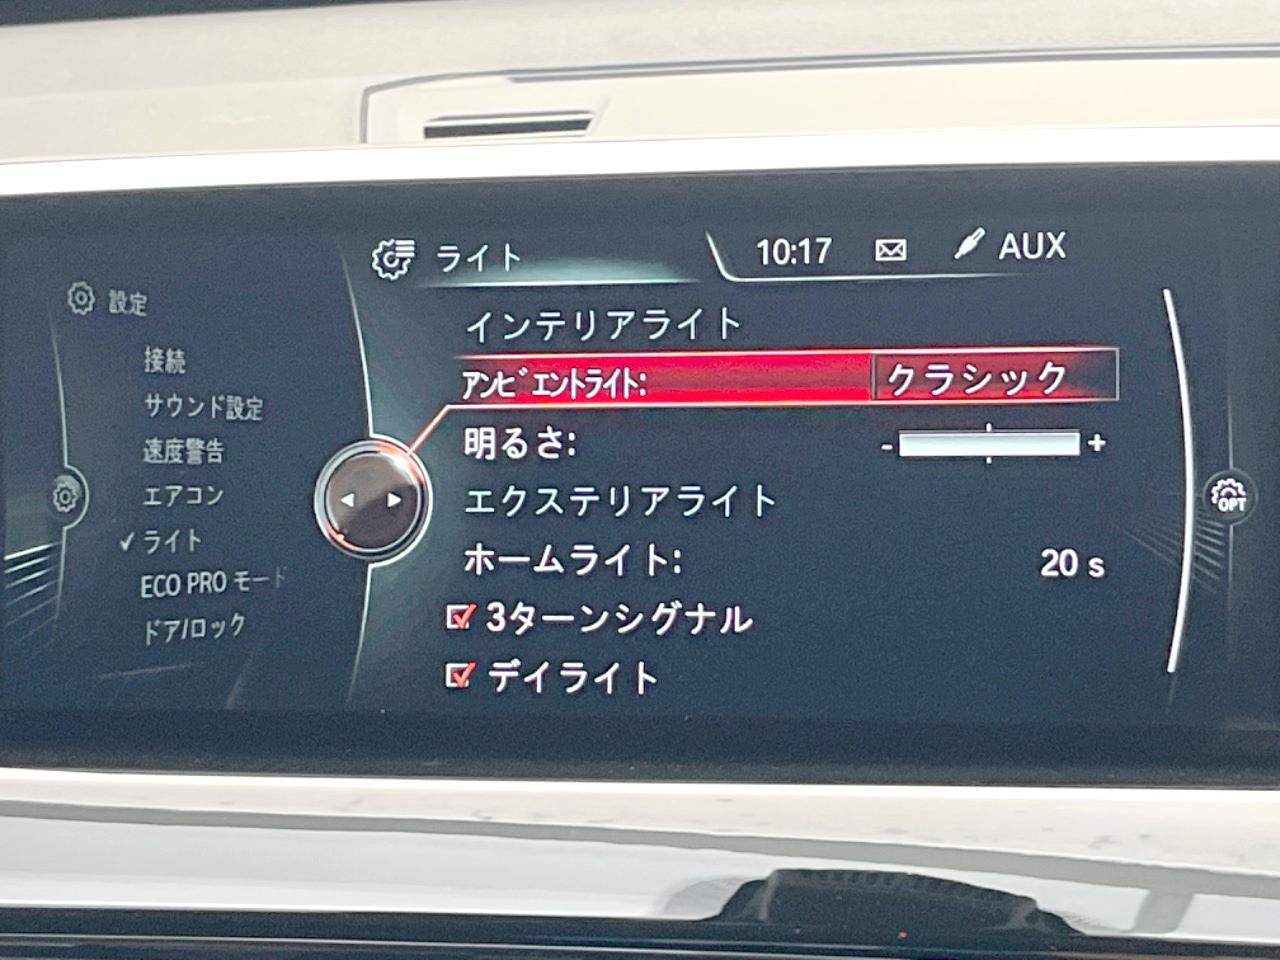 ライト
10:17
AUX
設定
接続
サウンド設定
速度警告
エアコン
ライト
ECO PRO モード
ドア/ロック
インテリアライト
アンビエントライト: クラシック
明るさ: - +
エクステリアライト
ホームライト: 20 s
3ターンシグナル
デイライト
OPT